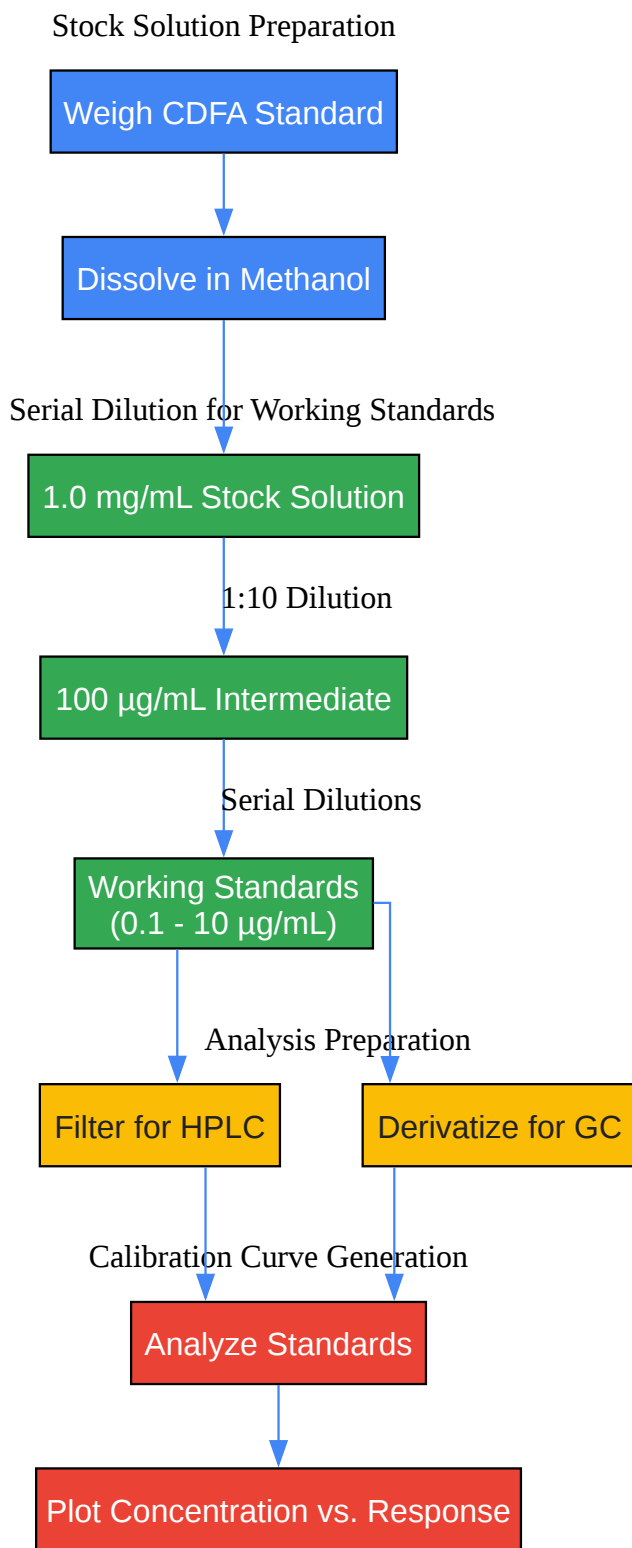 Stock Solution Preparation
Weigh CDFA Standard
Dissolve in Methanol
Serial Dilution for Working Standards
1.0 mg/mL Stock Solution
1:10 Dilution
100 µg/mL Intermediate
Serial Dilutions
Working Standards
(0.1 - 10 µg/mL)
Analysis Preparation
Filter for HPLC
Derivatize for GC
Calibration Curve Generation
Analyze Standards
Plot Concentration vs. Response